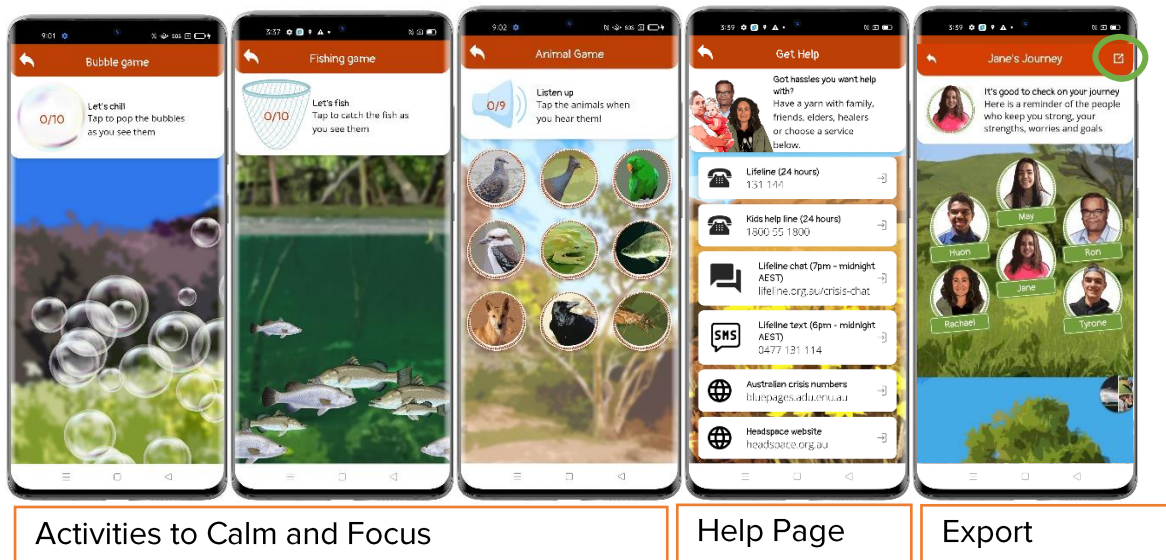 9:01
SOS
Bubble game
0/10
Let's chill
Tap to pop the bubbles
as you see them
3:37
Fishing game
0/10
Let's fish
Tap to catch the fish as
you see them
9:02
SOS
Animal Game
0/9
Listen up
Tap the animals when
you hear them!
3:39
Get Help
Got hassles you want help
with?
Have a yarn with family,
friends, elders, healers
or choose a service
below.
Lifeline (24 hours)
131 144
Kids help line (24 hours)
1800 55 1800
Lifeline chat (7pm - midnight
AEST)
lifeline.org.au/crisis-chat
SMS
Lifeline text (6pm - midnight
AEST)
0477 131 114
Australian crisis numbers
bluepages.adu.enu.au
Headspace website
headspace.org.au
3:39
Jane's Journey
It's good to check on your journey
Here is a reminder of the people
who keep you strong, your
strengths, worries and goals
May
Huon
Ron
Jane
Rachael
Tyrone
Activities to Calm and Focus
Help Page
Export